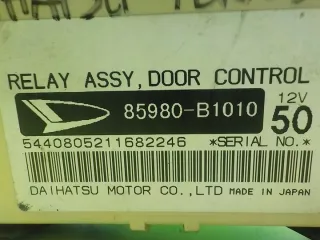 RELAY ASSY, DOOR CONTROL
85980-B1010
12V
50
5440805211682246 *SERIAL NO.*
DAIHATSU MOTOR CO.,LTD MADE IN JAPAN